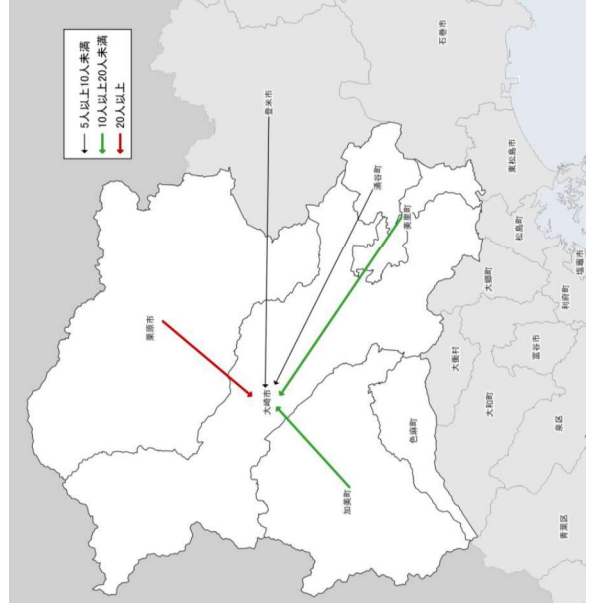 5人以上10人未満
10人以上20人未満
20人以上
栗原市
大崎市
登米市
加美町
涌谷町
美里町
色麻町
石巻市
大衡村
大郷町
大和町
東松島市
松島町
富谷市
泉区
青葉区
利府町
塩竈市